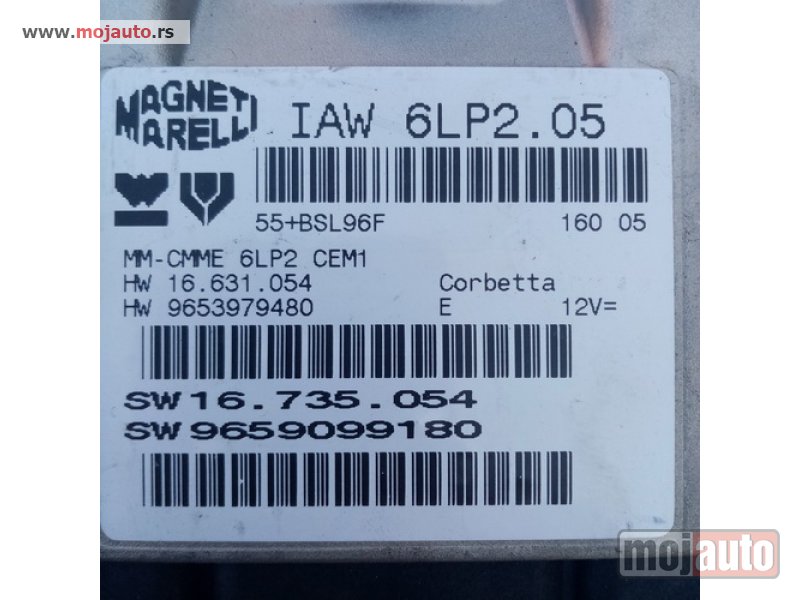 www.mojauto.rs
MAGNETI
MARELLI
IAW 6LP2.05
55+BSL96F 160 05
MM-CMME 6LP2 CEM1
HW 16.631.054 Corbetta
HW 9653979480 E 12V=
SW 16.735.054
SW 9659099180
mojauto